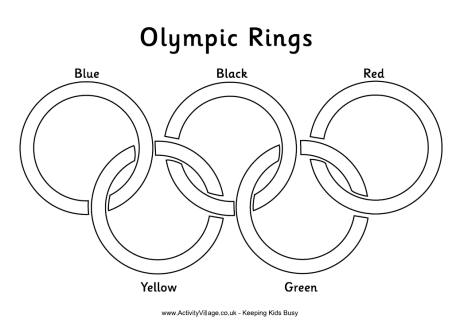 Olympic Rings
Blue Black Red
Yellow Green
www.ActivityVillage.co.uk - Keeping Kids Busy